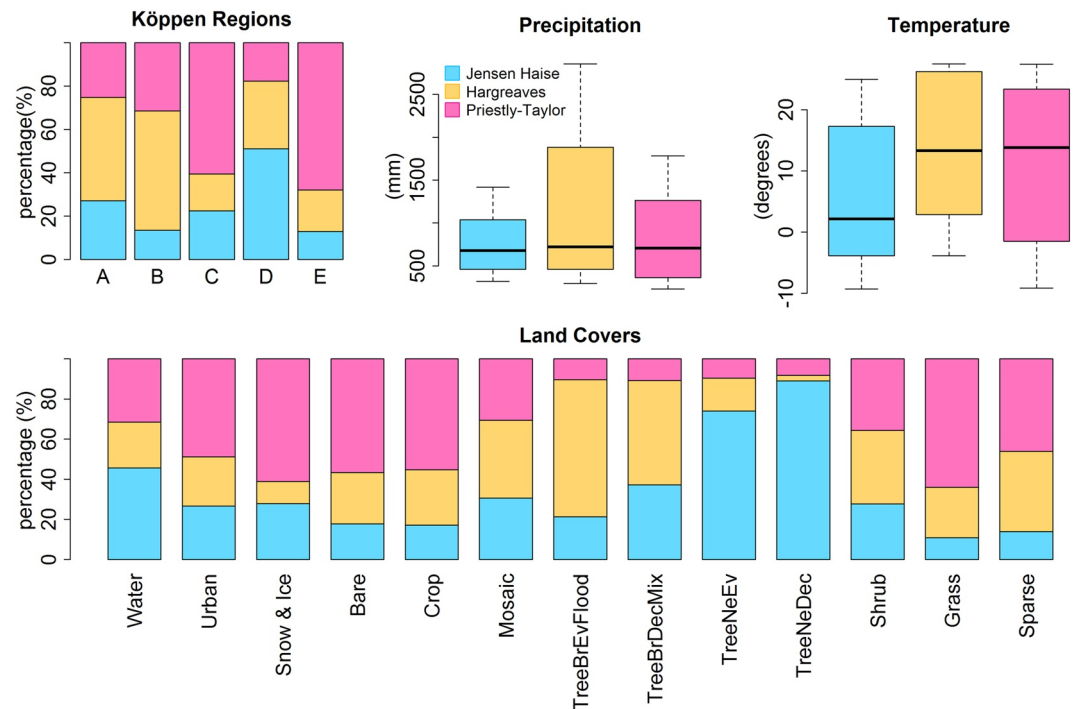 Köppen Regions
percentage(%)
80
60
40
20
0
A B C D E
Precipitation
(mm)
2500
1500
500
Jensen Haise
Hargreaves
Priestly-Taylor
Temperature
(degrees)
20
10
0
-10
Land Covers
percentage (%)
80
60
40
20
0
Water
Urban
Snow & Ice
Bare
Crop
Mosaic
TreeBrEvFlood
TreeBrDecMix
TreeNeEv
TreeNeDec
Shrub
Grass
Sparse